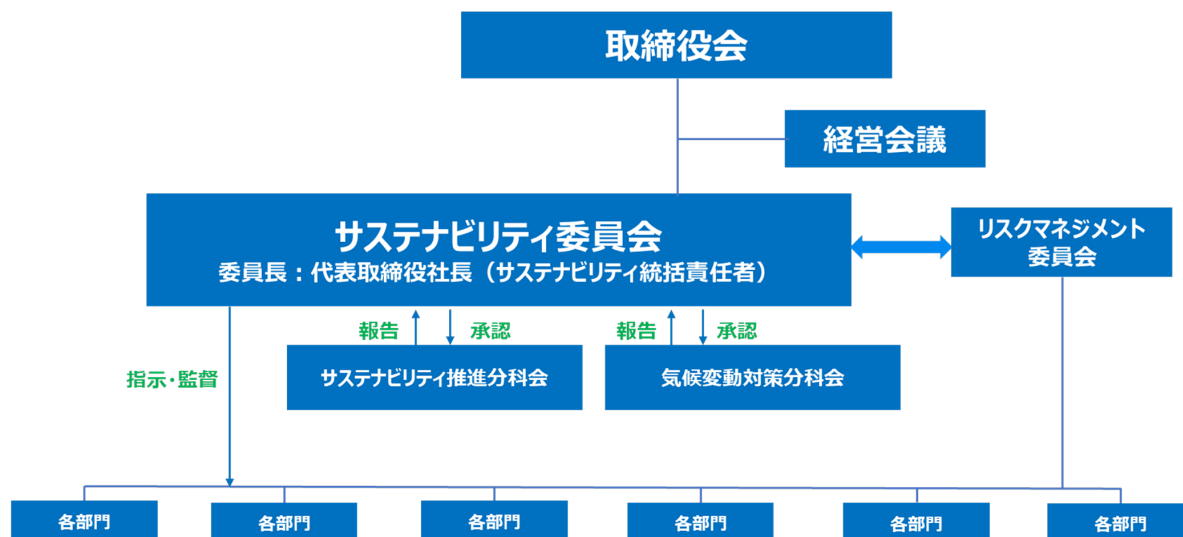 取締役会
経営会議
サステナビリティ委員会
委員長：代表取締役社長（サステナビリティ統括責任者）
リスクマネジメント
委員会
報告
承認
報告
承認
サステナビリティ推進分科会
気候変動対策分科会
指示・監督
各部門
各部門
各部門
各部門
各部門
各部門